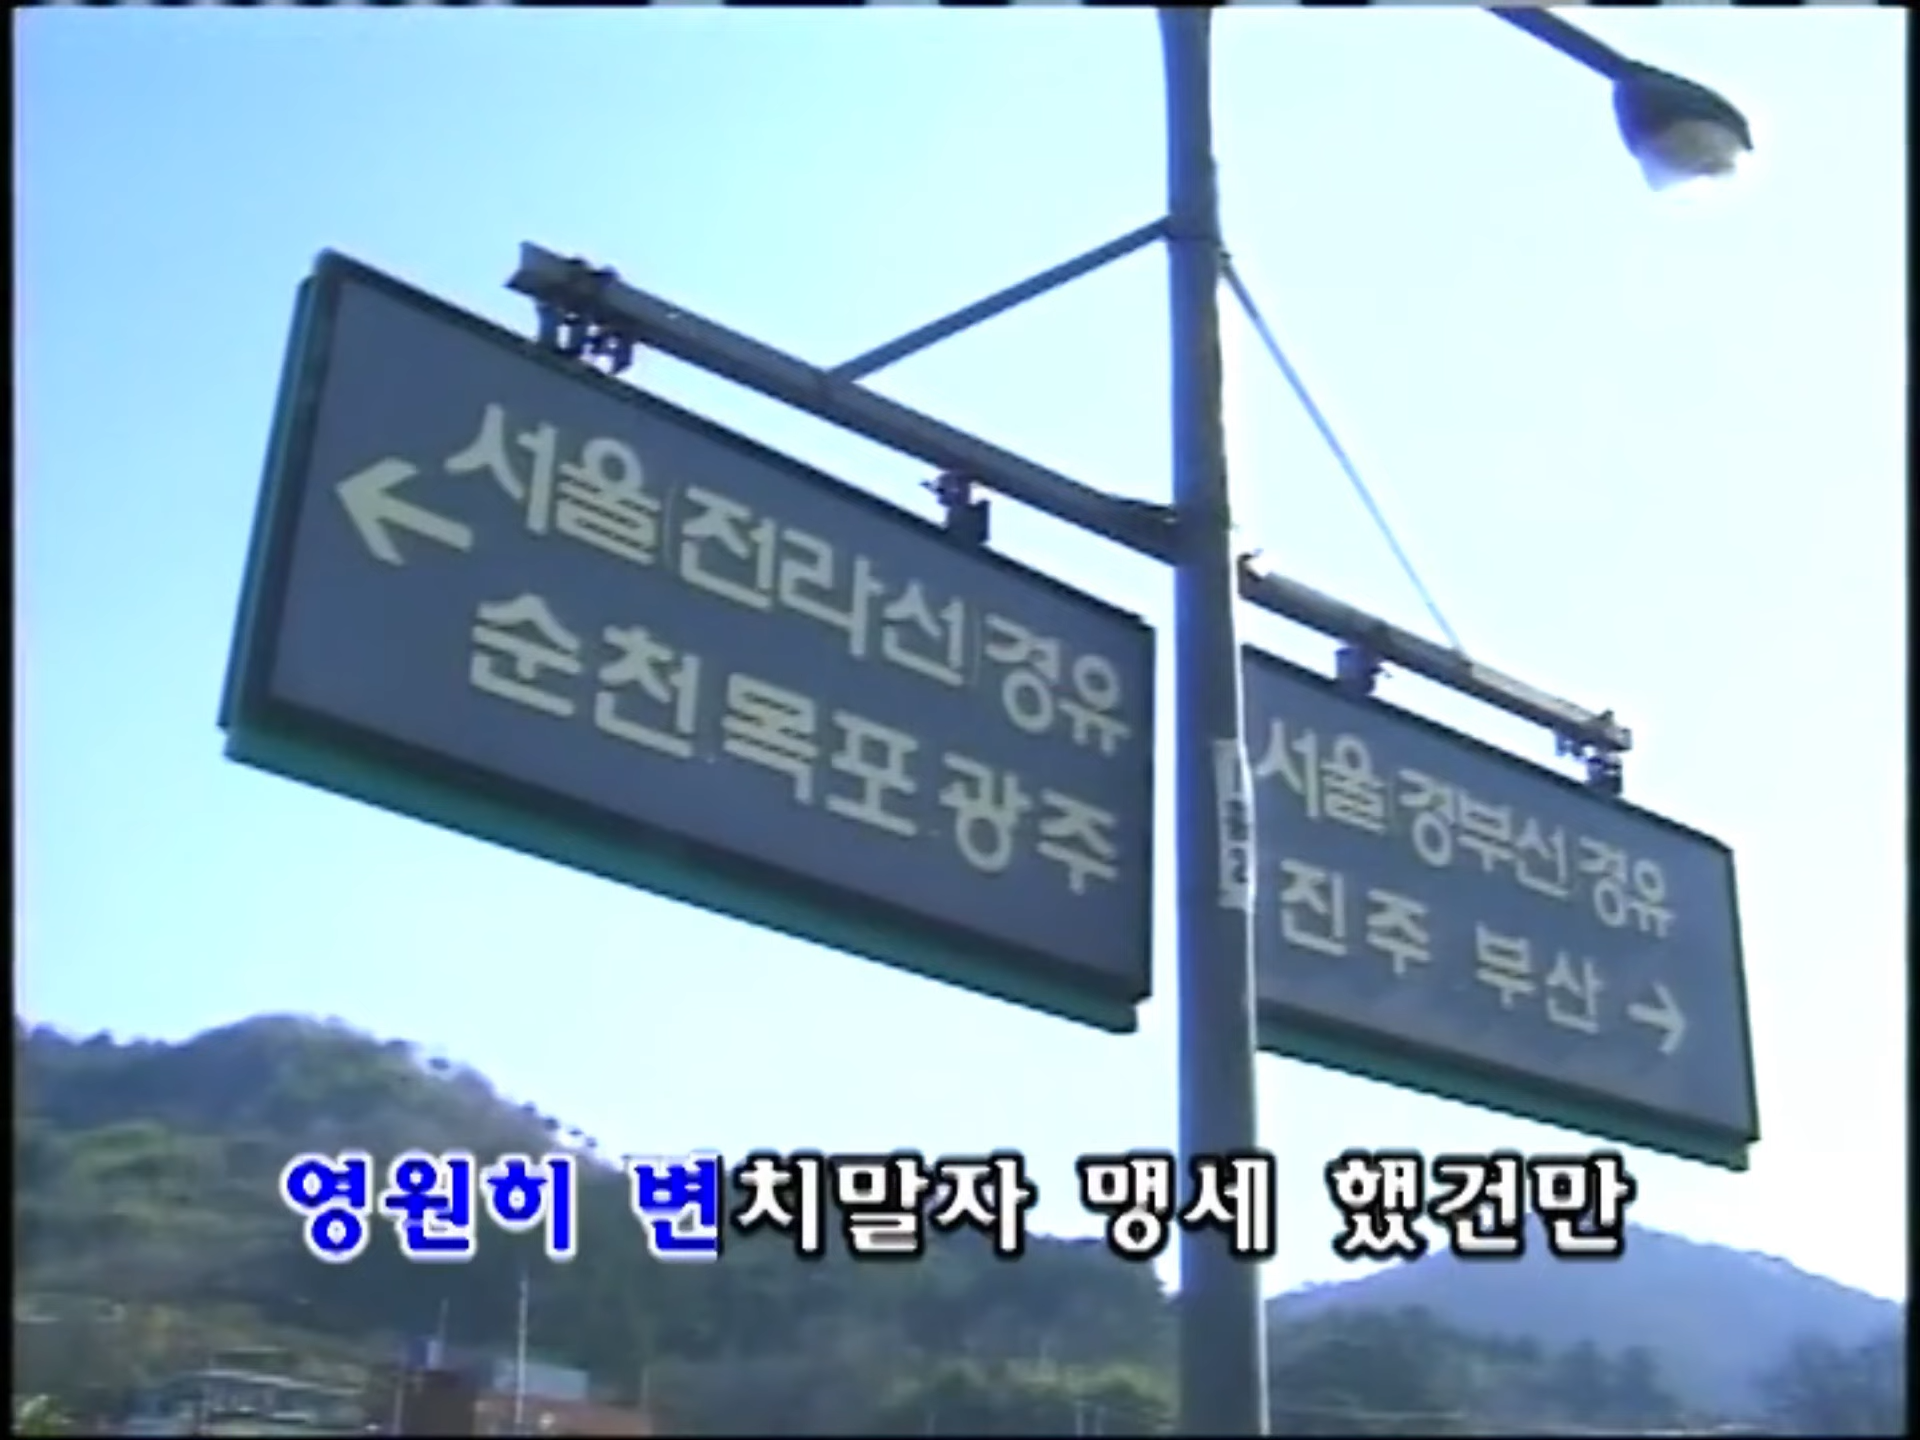 서울(전라선)경유
순천 목포 광주
서울(경부선)경유
진주 부산
영원히 변치말자 맹세 했건만